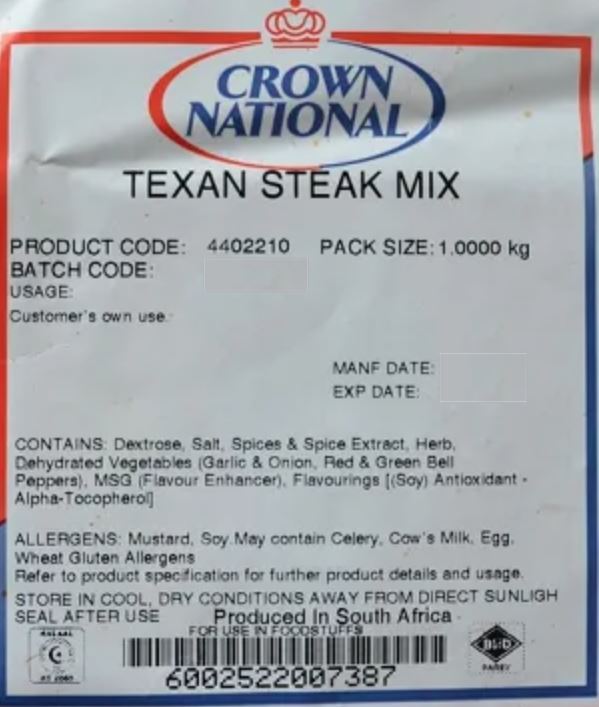 CROWN
NATIONAL
TEXAN STEAK MIX
PRODUCT CODE: 4402210 PACK SIZE: 1.0000 kg
BATCH CODE:
USAGE:
Customer's own use.
MANF DATE:
EXP DATE:
CONTAINS: Dextrose, Salt, Spices & Spice Extract, Herb,
Dehydrated Vegetables (Garlic & Onion, Red & Green Bell
Peppers), MSG (Flavour Enhancer), Flavourings [(Soy) Antioxidant -
Alpha-Tocopherol]
ALLERGENS: Mustard, Soy.May contain Celery, Cow's Milk, Egg,
Wheat Gluten Allergens
Refer to product specification for further product details and usage.
STORE IN COOL, DRY CONDITIONS AWAY FROM DIRECT SUNLIGH
SEAL AFTER USE Produced In South Africa
FOR USE IN FOODSTUFFS
HALAAL
PAREV
6002522007387